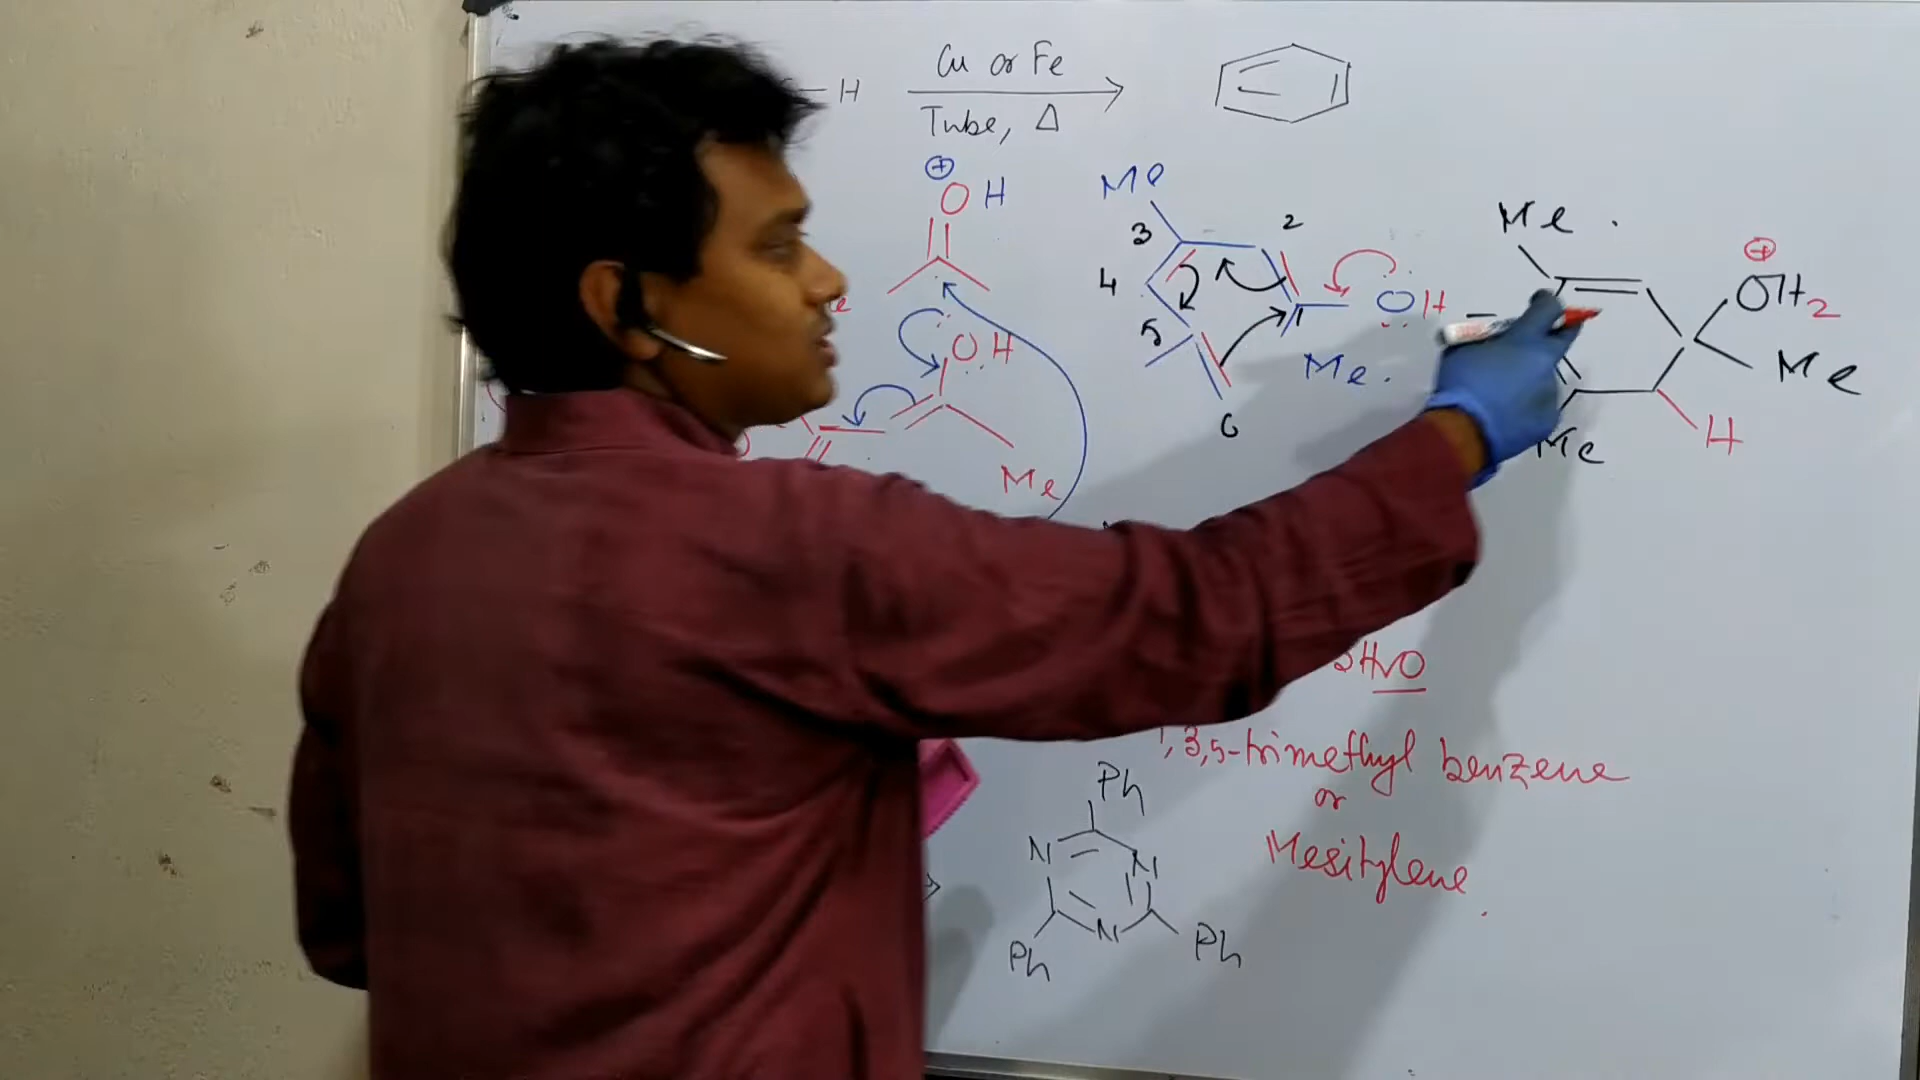 H
Cu or Fe
Tube, Δ
⊕
OH
OH
Me
Me
3
2
4
5
6
1
OH
Me.
Me.
⊕
OH2
Me
H
Me
3H2O
1,3,5-trimethyl benzene
or
Mesitylene.
Ph
N
N
N
Ph
Ph